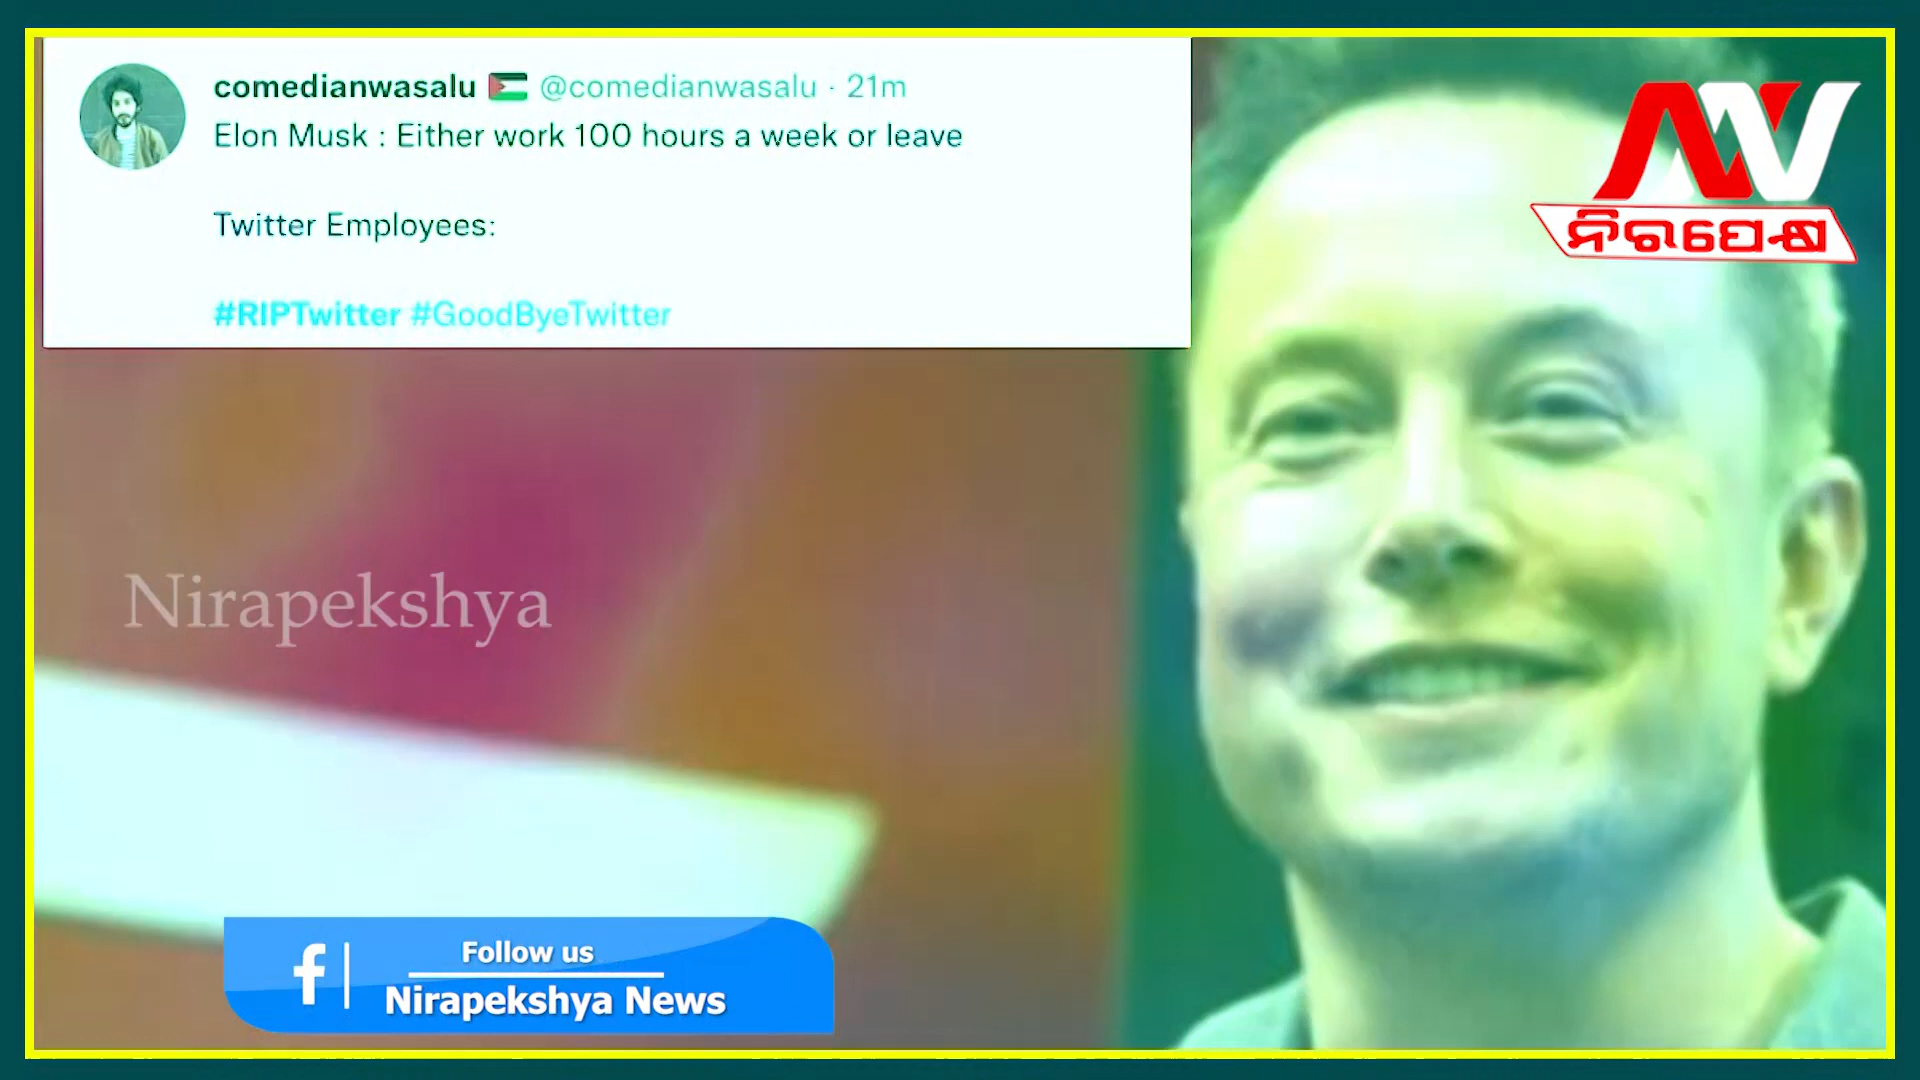 comedianwasalu 🇵🇸 @comedianwasalu · 21m
Elon Musk : Either work 100 hours a week or leave
Twitter Employees:
#RIPTwitter #GoodByeTwitter
ନିରପେକ୍ଷ
Nirapekshya
Follow us
Nirapekshya News